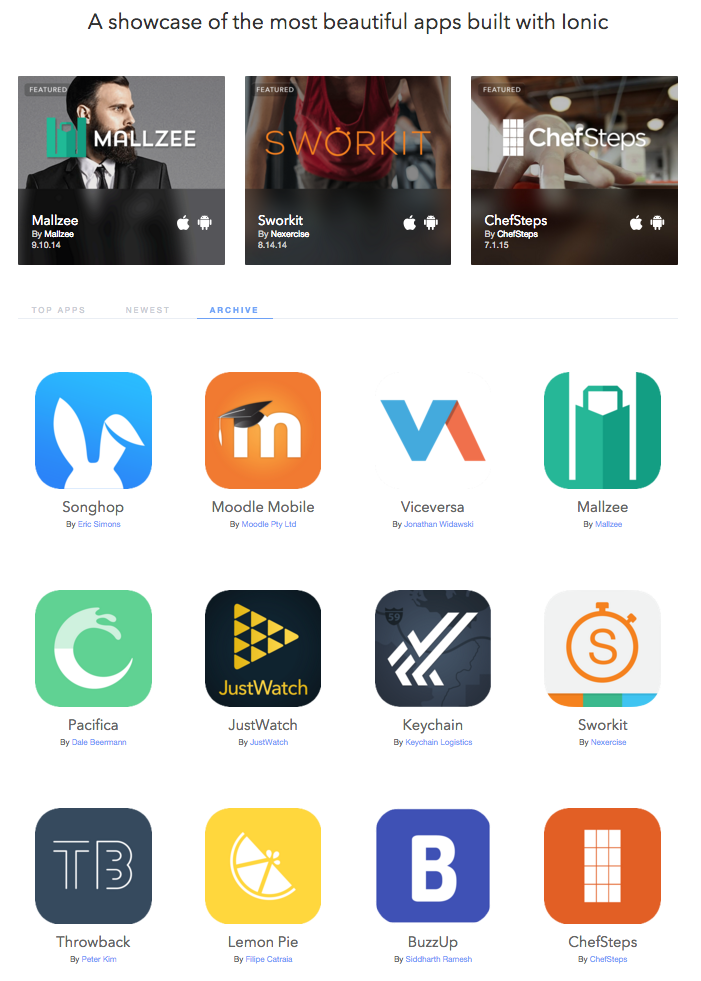 A showcase of the most beautiful apps built with Ionic
FEATURED
MALLZEE
Mallzee
By Mallzee
9.10.14
FEATURED
SWORKIT
Sworkit
By Nexercise
8.14.14
FEATURED
ChefSteps
ChefSteps
By ChefSteps
7.1.15
TOP APPS NEWEST ARCHIVE
m
Songhop Moodle Mobile Viceversa Mallzee
By Eric Simons By Moodle Pty Ltd By Jonathan Widawski By Mallzee
JustWatch
59
S
Pacifica JustWatch Keychain Sworkit
By Dale Beermann By JustWatch By Keychain Logistics By Nexercise
TB
B
Throwback Lemon Pie BuzzUp ChefSteps
By Peter Kim By Filipe Catraia By Siddharth Ramesh By ChefSteps